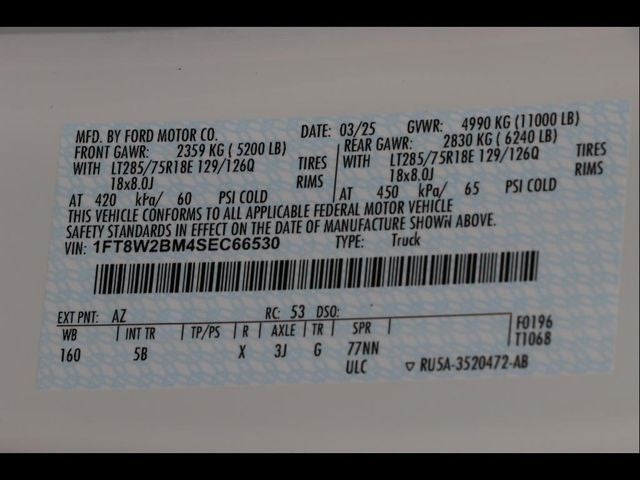 MFD. BY FORD MOTOR CO. DATE: 03/25 GVWR: 4990 KG (11000 LB)
FRONT GAWR: 2359 KG ( 5200 LB) REAR GAWR: 2830 KG ( 6240 LB)
WITH LT285/75R18E 129/126Q TIRES WITH LT285/75R18E 129/126Q TIRES
18x8.0J RIMS 18x8.0J RIMS
AT 420 kPa/ 60 PSI COLD AT 450 kPa/ 65 PSI COLD
THIS VEHICLE CONFORMS TO ALL APPLICABLE FEDERAL MOTOR VEHICLE
SAFETY STANDARDS IN EFFECT ON THE DATE OF MANUFACTURE SHOWN ABOVE.
VIN: 1FT8W2BM4SEC66530 TYPE: Truck
EXT PNT: AZ RC: 53 DSO:
WB INT TR TP/PS R AXLE TR SPR F0196
160 5B X 3J G 77NN T1068
ULC RU5A-3520472-AB